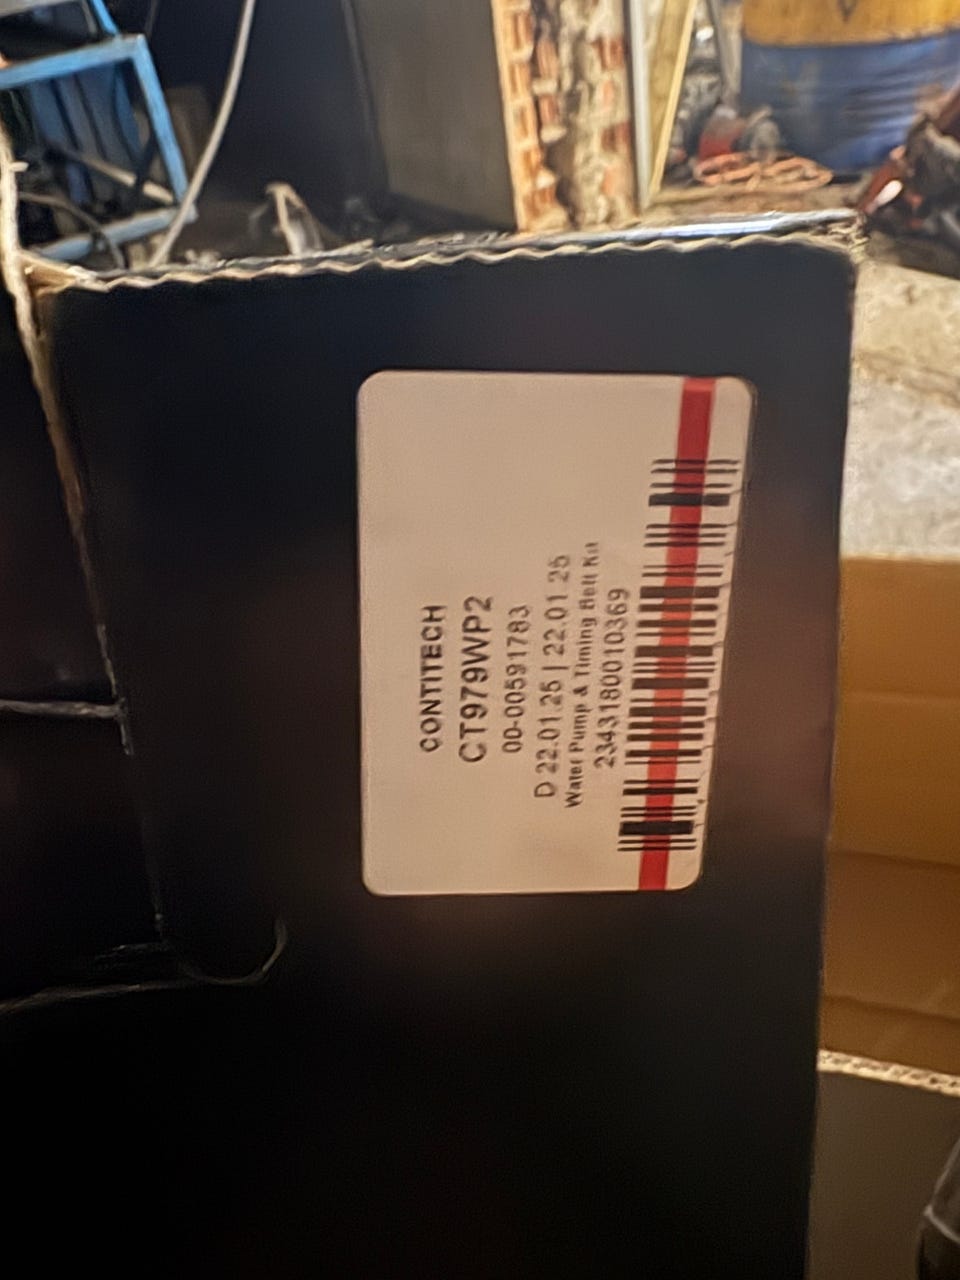 CONTITECH
CT979WP2
00-00591783
D 22.01.25 | 22.01.25
Water Pump & Timing Belt Kit
2343180010369